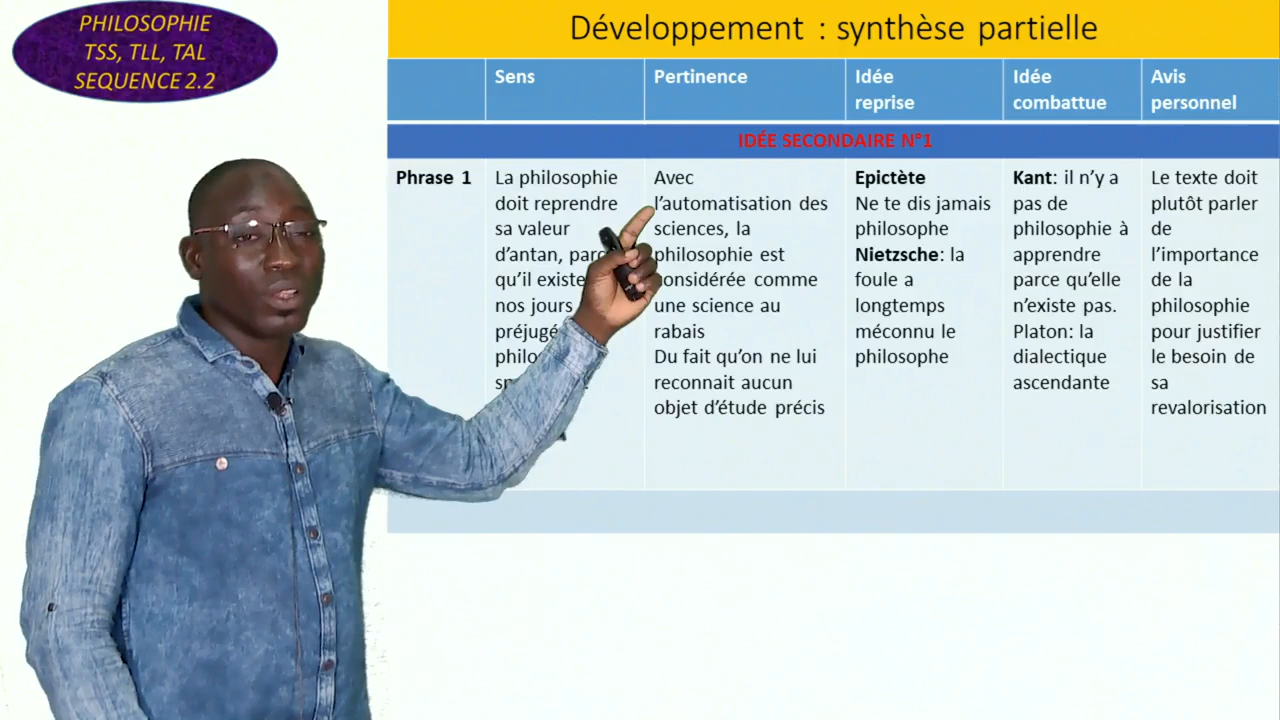 PHILOSOPHIE
TSS, TLL, TAL
SEQUENCE 2.2
Développement : synthèse partielle
Sens
Pertinence
Idée
reprise
Idée
combattue
Avis
personnel
IDÉE SECONDAIRE N°1
Phrase 1
La philosophie
doit reprendre
sa valeur
d’antan, parce
qu’il existe
nos jours
Avec
l’automatisation des
sciences, la
philosophie est
considérée comme
une science au
rabais
Du fait qu’on ne lui
reconnait aucun
objet d’étude précis
Epictète
Ne te dis jamais
philosophe
Nietzsche: la
foule a
longtemps
méconnu le
philosophe
Kant: il n’y a
pas de
philosophie à
apprendre
parce qu’elle
n’existe pas.
Platon: la
dialectique
ascendante
Le texte doit
plutôt parler
de
l’importance
de la
philosophie
pour justifier
le besoin de
sa
revalorisation